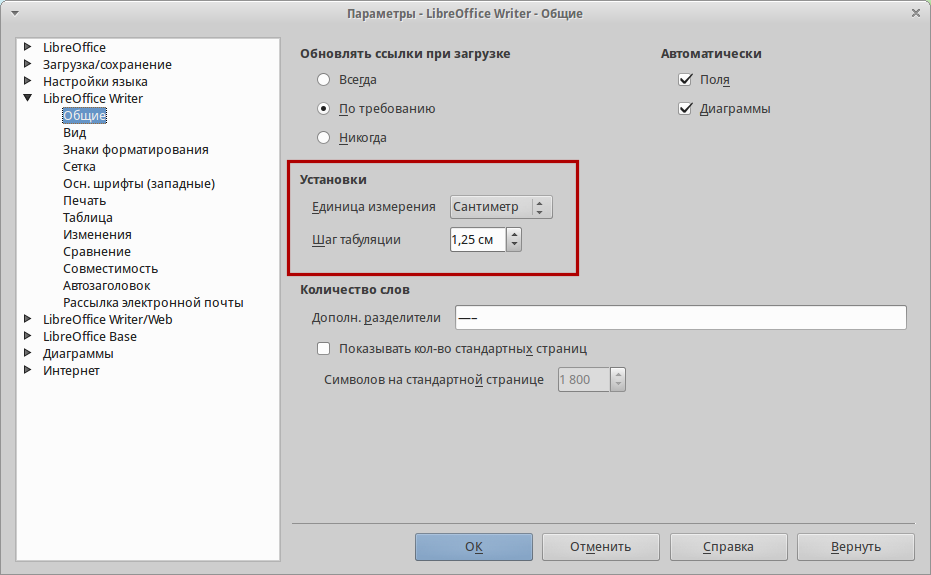 Параметры - LibreOffice Writer - Общие
LibreOffice
Загрузка/сохранение
Настройки языка
LibreOffice Writer
Общие
Вид
Знаки форматирования
Сетка
Осн. шрифты (западные)
Печать
Таблица
Изменения
Сравнение
Совместимость
Автозаголовок
Рассылка электронной почты
LibreOffice Writer/Web
LibreOffice Base
Диаграммы
Интернет
Обновлять ссылки при загрузке
Всегда
По требованию
Никогда
Автоматически
Поля
Диаграммы
Установки
Единица измерения Сантиметр
Шаг табуляции 1,25 см
Количество слов
Дополн. разделители —–
Показывать кол-во стандартных страниц
Символов на стандартной странице 1 800
OK Отменить Справка Вернуть